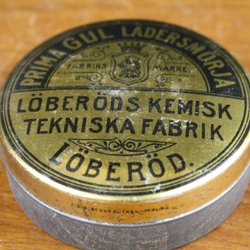 PRIMA GUL LÄDERSMÖRJA
FABRIKS MÄRKE
LÖBERÖDS KEMISK
TEKNISKA FABRIK
LÖBERÖD.